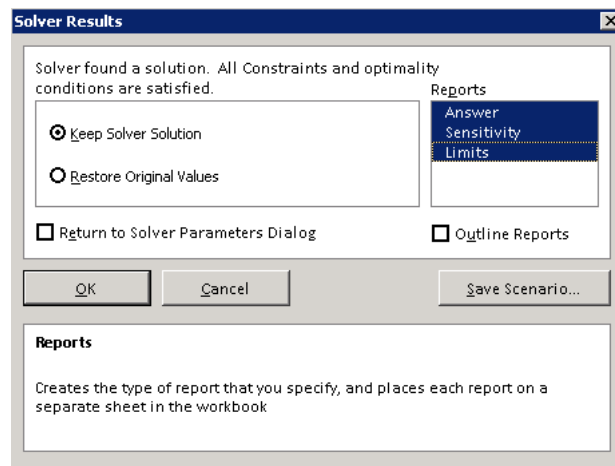 Solver Results
Solver found a solution. All Constraints and optimality
conditions are satisfied.
Reports
Answer
Sensitivity
Limits
Keep Solver Solution
Restore Original Values
Return to Solver Parameters Dialog
Outline Reports
OK
Cancel
Save Scenario...
Reports
Creates the type of report that you specify, and places each report on a
separate sheet in the workbook